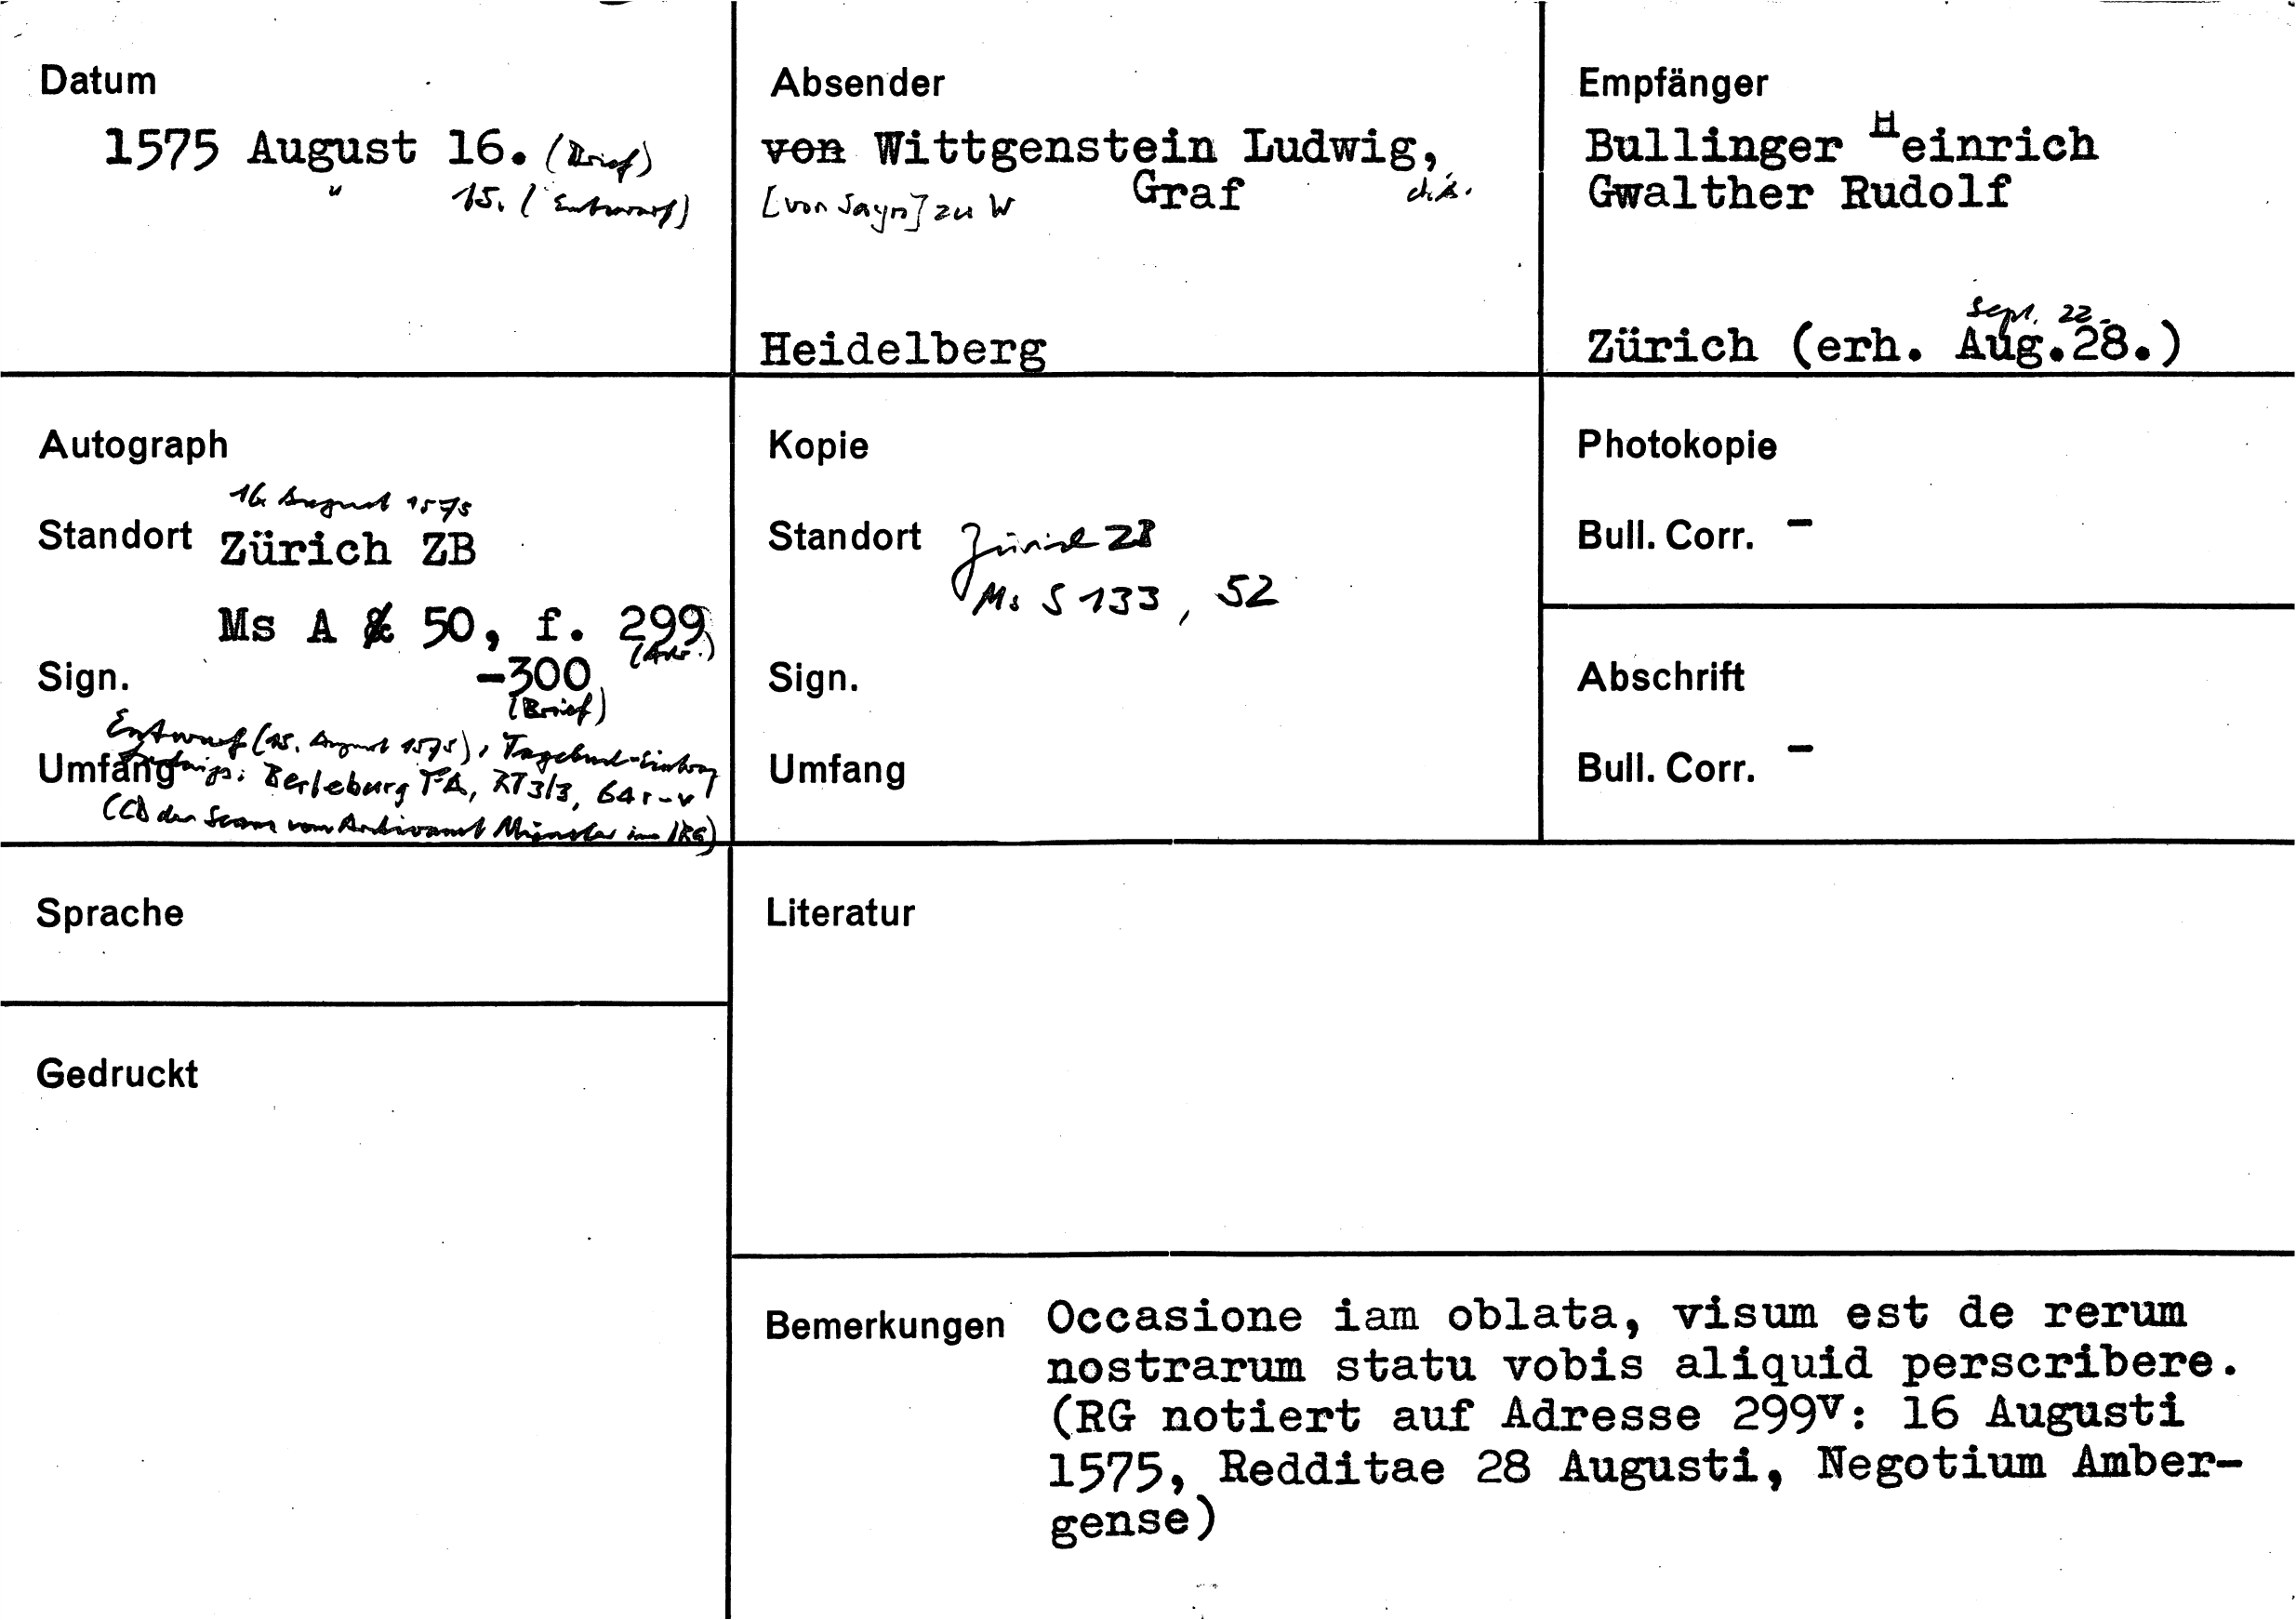 Datum
1575 August 16. (Brief)
" 15. (Entwurf)
Absender
von Wittgenstein Ludwig,
[von Sayn] zu W Graf
Heidelberg
Empfänger
Bullinger Heinrich
Gwalther Rudolf
Sept. 22.
Zürich (erh. Aug.28.)
Autograph
16. August 1575
Standort Zürich ZB
Ms A & 50, f. 299 (Adr.)
Sign. -300
(Brief)
Entwurf (15. August 1575), Tagebuch-Eintrag
Umfang Berleburg FA, RT 3/3, 64r-v
(CD der Scans vom Archivamt Münster im IRG)
Kopie
Standort Zürich ZB
Ms S 133, 52
Sign.
Umfang
Photokopie
Bull. Corr. -
Abschrift
Bull. Corr. -
Sprache
Gedruckt
Literatur
Bemerkungen Occasione iam oblata, visum est de rerum
nostrarum statu vobis aliquid perscribere.
(RG notiert auf Adresse 299v: 16 Augusti
1575, Redditae 28 Augusti, Negotium Amber-
gense)